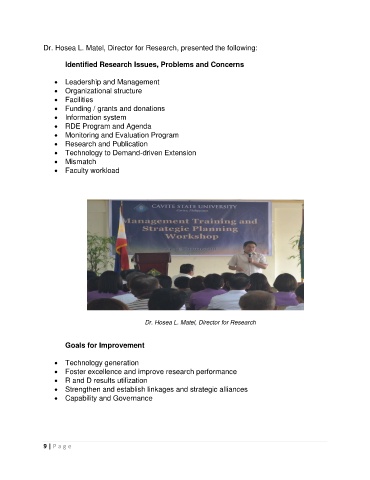 Dr. Hosea L. Matel, Director for Research, presented the following:
Identified Research Issues, Problems and Concerns
• Leadership and Management
• Organizational structure
• Facilities
• Funding / grants and donations
• Information system
• RDE Program and Agenda
• Monitoring and Evaluation Program
• Research and Publication
• Technology to Demand-driven Extension
• Mismatch
• Faculty workload
CAVITE STATE UNIVERSITY
Management Training and
Strategic Planning
Workshop
Dr. Hosea L. Matel, Director for Research
Goals for Improvement
• Technology generation
• Foster excellence and improve research performance
• R and D results utilization
• Strengthen and establish linkages and strategic alliances
• Capability and Governance
9 | Page